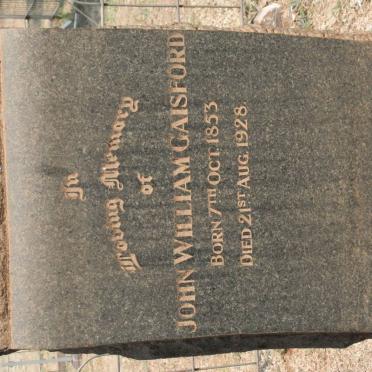 In
Loving Memory
of
JOHN WILLIAM GAISFORD
BORN 7TH OCT. 1853
DIED 21ST AUG. 1928.